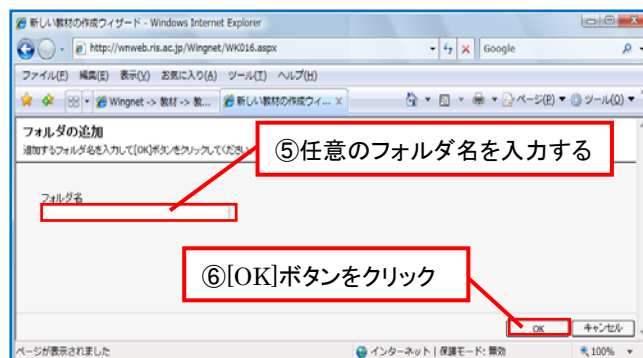 新しい教材の作成ウィザード - Windows Internet Explorer
http://wnweb.ris.ac.jp/Wingnet/WK016.aspx
Google
ファイル(F) 編集(E) 表示(V) お気に入り(A) ツール(T) ヘルプ(H)
Wingnet -> 教材 -> 教...
新しい教材の作成ウィ...
ページ(P)
ツール(O)
フォルダの追加
追加するフォルダ名を入力して[OK]ボタンをクリックしてください
⑤任意のフォルダ名を入力する
フォルダ名
⑥[OK]ボタンをクリック
OK
キャンセル
ページが表示されました
インターネット | 保護モード: 無効
100%